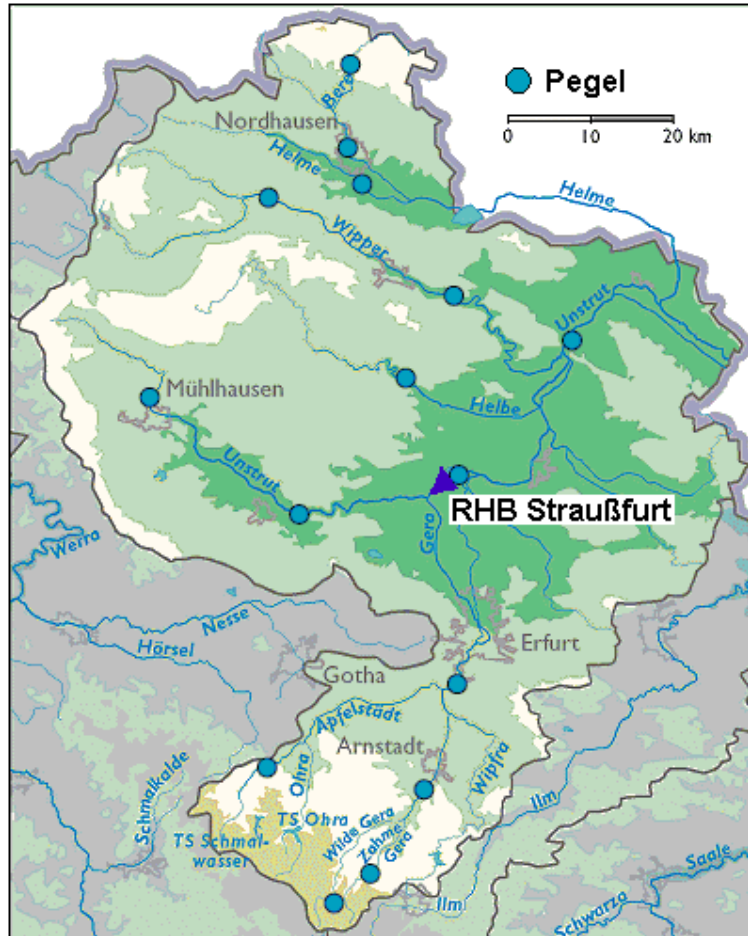 Pegel
0 10 20 km
Bere
Nordhausen
Helme
Helme
Wipper
Unstrut
Mühlhausen
Helbe
Unstrut
RHB Straußfurt
Gera
Werra
Nesse
Hörsel
Erfurt
Gotha
Apfelstädt
Arnstadt
Ohra
Wipfra
Schmalkalde
Ilm
TS Ohra
Wilde Gera
TS Schmal-
wasser
Zahme
Gera
Ilm
Saale
Schwarza